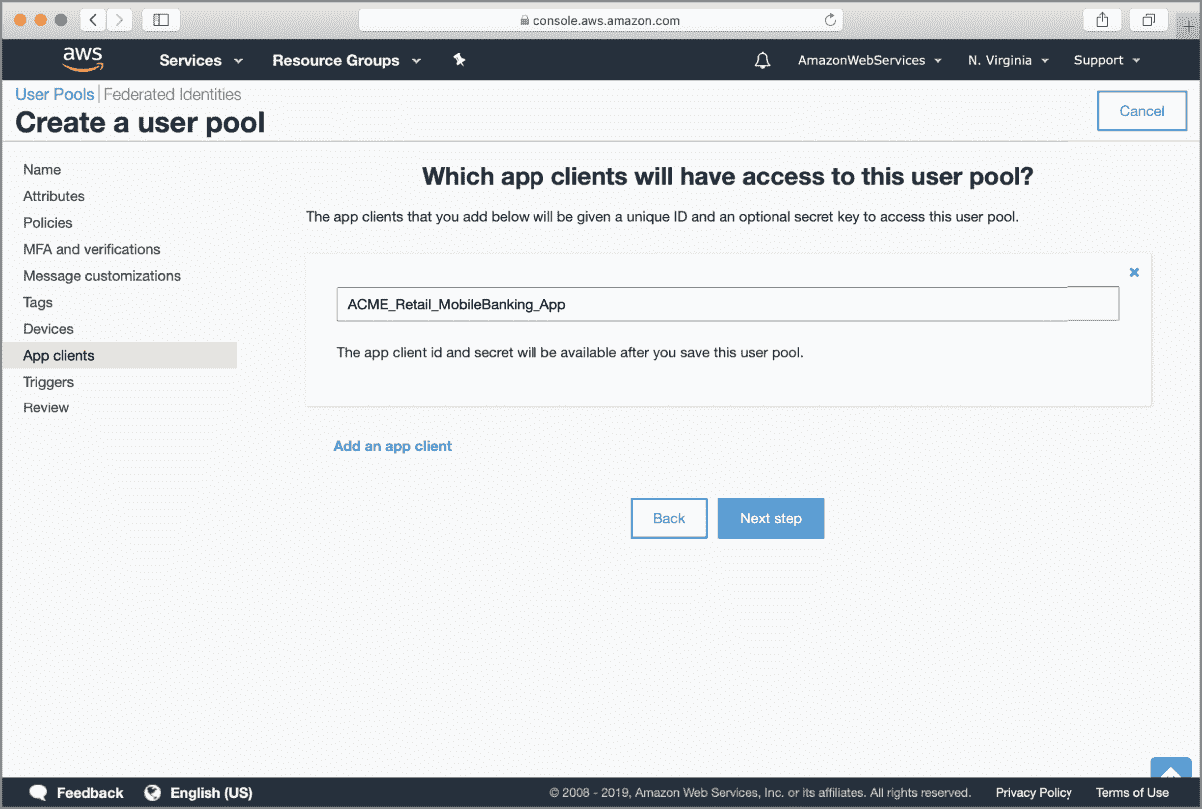 console.aws.amazon.com
aws Services Resource Groups AmazonWebServices N. Virginia Support
User Pools | Federated Identities
Create a user pool
Cancel
Name
Attributes
Policies
MFA and verifications
Message customizations
Tags
Devices
App clients
Triggers
Review
Which app clients will have access to this user pool?
The app clients that you add below will be given a unique ID and an optional secret key to access this user pool.
ACME_Retail_MobileBanking_App
The app client id and secret will be available after you save this user pool.
Add an app client
Back Next step
Feedback English (US) © 2008 - 2019, Amazon Web Services, Inc. or its affiliates. All rights reserved. Privacy Policy Terms of Use